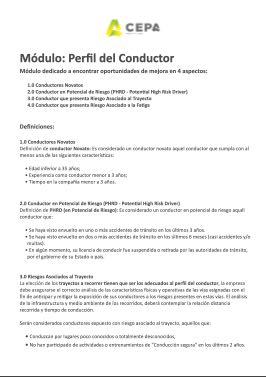 CEPA
Módulo: Perfil del Conductor
Módulo dedicado a encontrar oportunidades de mejora en 4 aspectos:
1.0 Conductores Novatos
2.0 Conductor en Potencial de Riesgo (PHRD - Potential High Risk Driver)
3.0 Conductor que presenta Riesgo Asociado al Trayecto
4.0 Conductor que presenta Riesgo Asociado a la Fatiga
Definiciones:
1.0 Conductores Novatos
Definición de conductor Novato: Es considerado un conductor novato aquel conductor que cumpla con al
menos una de las siguientes características:
• Edad inferior a 35 años;
• Experiencia como conductor menor a 3 años;
• Tiempo en la compañía menor a 3 años.
2.0 Conductor en Potencial de Riesgo (PHRD - Potential High Risk Driver)
Definición de PHRD (en Potencial de Riesgo): Es considerado un conductor en potencial de riesgo aquel
conductor que:
• Se haya visto envuelto en uno o más accidentes de tránsito en los últimos 3 años.
• Se haya visto envuelto en dos o más accidentes de tránsito en los últimos 6 meses (casi accidentes y/o
multas).
• En algún momento, su licencia de conducir fue suspendida o retirada por las autoridades de tránsito,
por el gobierno de su Estado o país.
3.0 Riesgos Asociados al Trayecto
La elección de los trayectos a recorrer tienen que ser los adecuados al perfil del conductor, la empresa
debe asegurarse el correcto análisis de las características físicas y operativas de las vías asignadas con el
fin de anticipar y mitigar la exposición de sus conductores a los riesgos presentes en estas vías. El análisis
de la infraestructura y medio ambiente de los recorridos, deberá contemplar la relación distancia
recorrida y tiempo de conducción.
Serán considerados conductores expuesto con riesgo asociado al trayecto, aquellos que:
• Conduzcan por lugares poco conocidos o totalmente desconocidos,
• No han participado de actividades o entrenamientos de "Conducción segura" en los últimos 2 años.